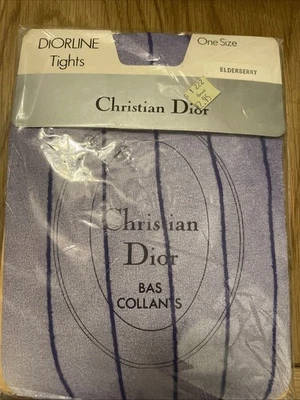 DIORLINE
Tights
One Size
ELDERBERRY
Christian Dior
Christian
Dior
BAS
COLLANTS